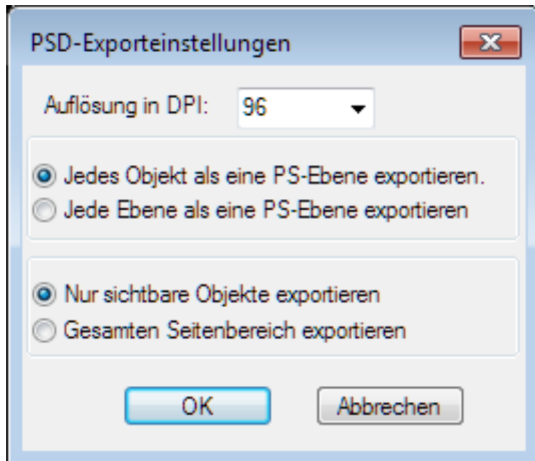 PSD-Exporteinstellungen
Auflösung in DPI: 96
Jedes Objekt als eine PS-Ebene exportieren.
Jede Ebene als eine PS-Ebene exportieren
Nur sichtbare Objekte exportieren
Gesamten Seitenbereich exportieren
OK Abbrechen